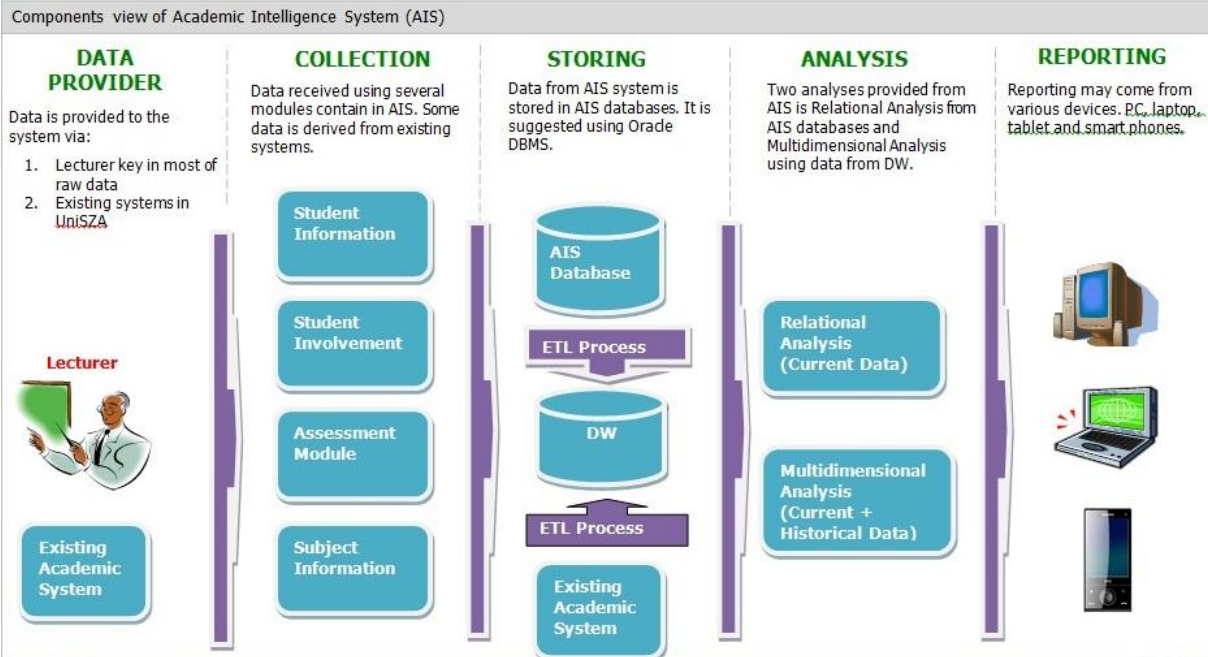 Components view of Academic Intelligence System (AIS)
DATA
PROVIDER
Data is provided to the
system via:
1. Lecturer key in most of
raw data
2. Existing systems in
UniSZA
Lecturer
Existing
Academic
System
COLLECTION
Data received using several
modules contain in AIS. Some
data is derived from existing
systems.
Student
Information
Student
Involvement
Assessment
Module
Subject
Information
STORING
Data from AIS system is
stored in AIS databases. It is
suggested using Oracle
DBMS.
AIS
Database
ETL Process
DW
ETL Process
Existing
Academic
System
ANALYSIS
Two analyses provided from
AIS is Relational Analysis from
AIS databases and
Multidimensional Analysis
using data from DW.
Relational
Analysis
(Current Data)
Multidimensional
Analysis
(Current +
Historical Data)
REPORTING
Reporting may come from
various devices. PC, laptop,
tablet and smart phones.